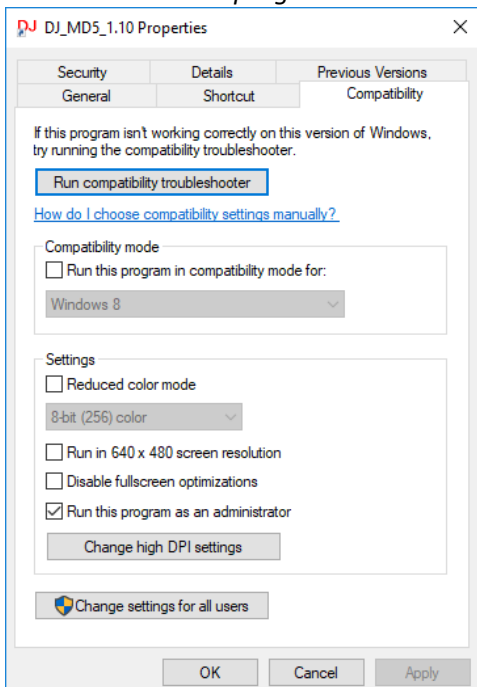 DJ_MD5_1.10 Properties
Security Details Previous Versions
General Shortcut Compatibility
If this program isn't working correctly on this version of Windows,
try running the compatibility troubleshooter.
Run compatibility troubleshooter
How do I choose compatibility settings manually?
Compatibility mode
Run this program in compatibility mode for:
Windows 8
Settings
Reduced color mode
8-bit (256) color
Run in 640 x 480 screen resolution
Disable fullscreen optimizations
Run this program as an administrator
Change high DPI settings
Change settings for all users
OK Cancel Apply